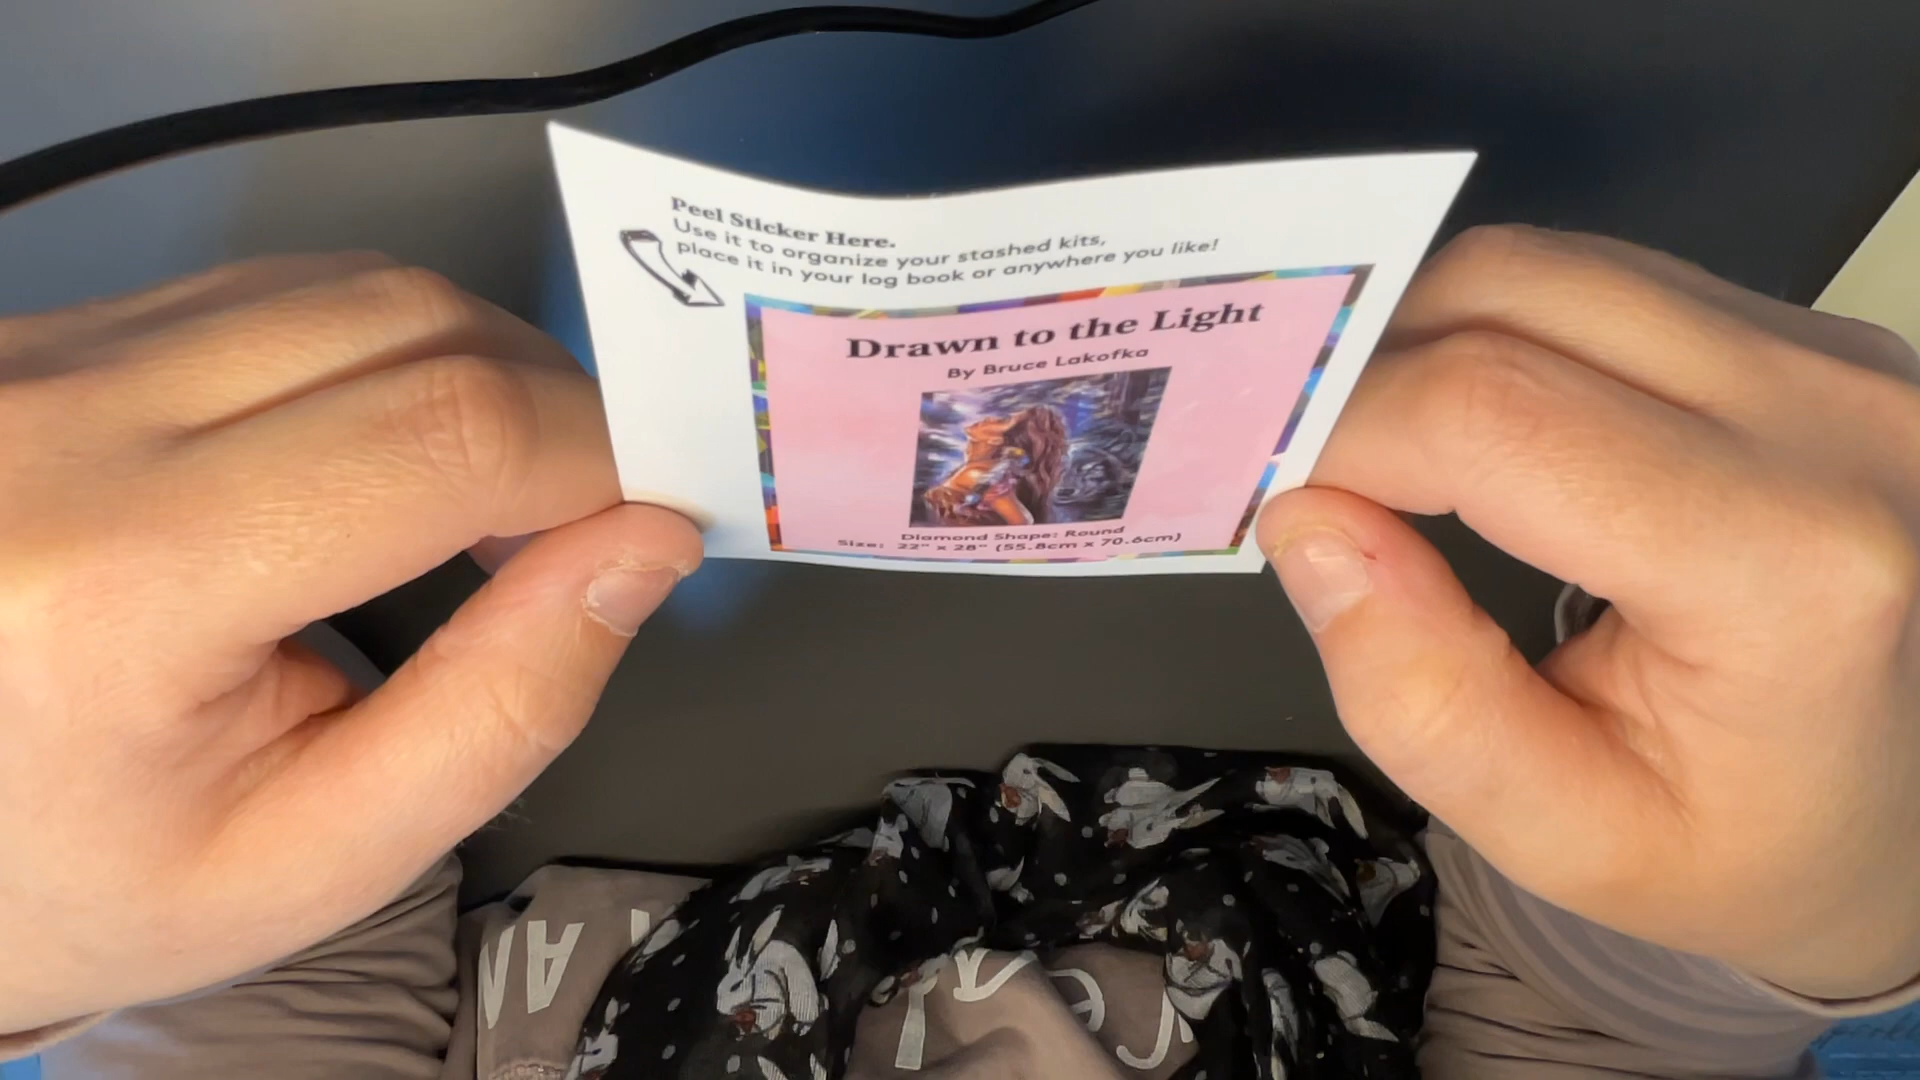 Peel Sticker Here.
Use it to organize your stashed kits,
place it in your log book or anywhere you like!
Drawn to the Light
By Bruce Lakofka
Diamond Shape: Round
Size: 22" x 28" (55.8cm x 70.6cm)